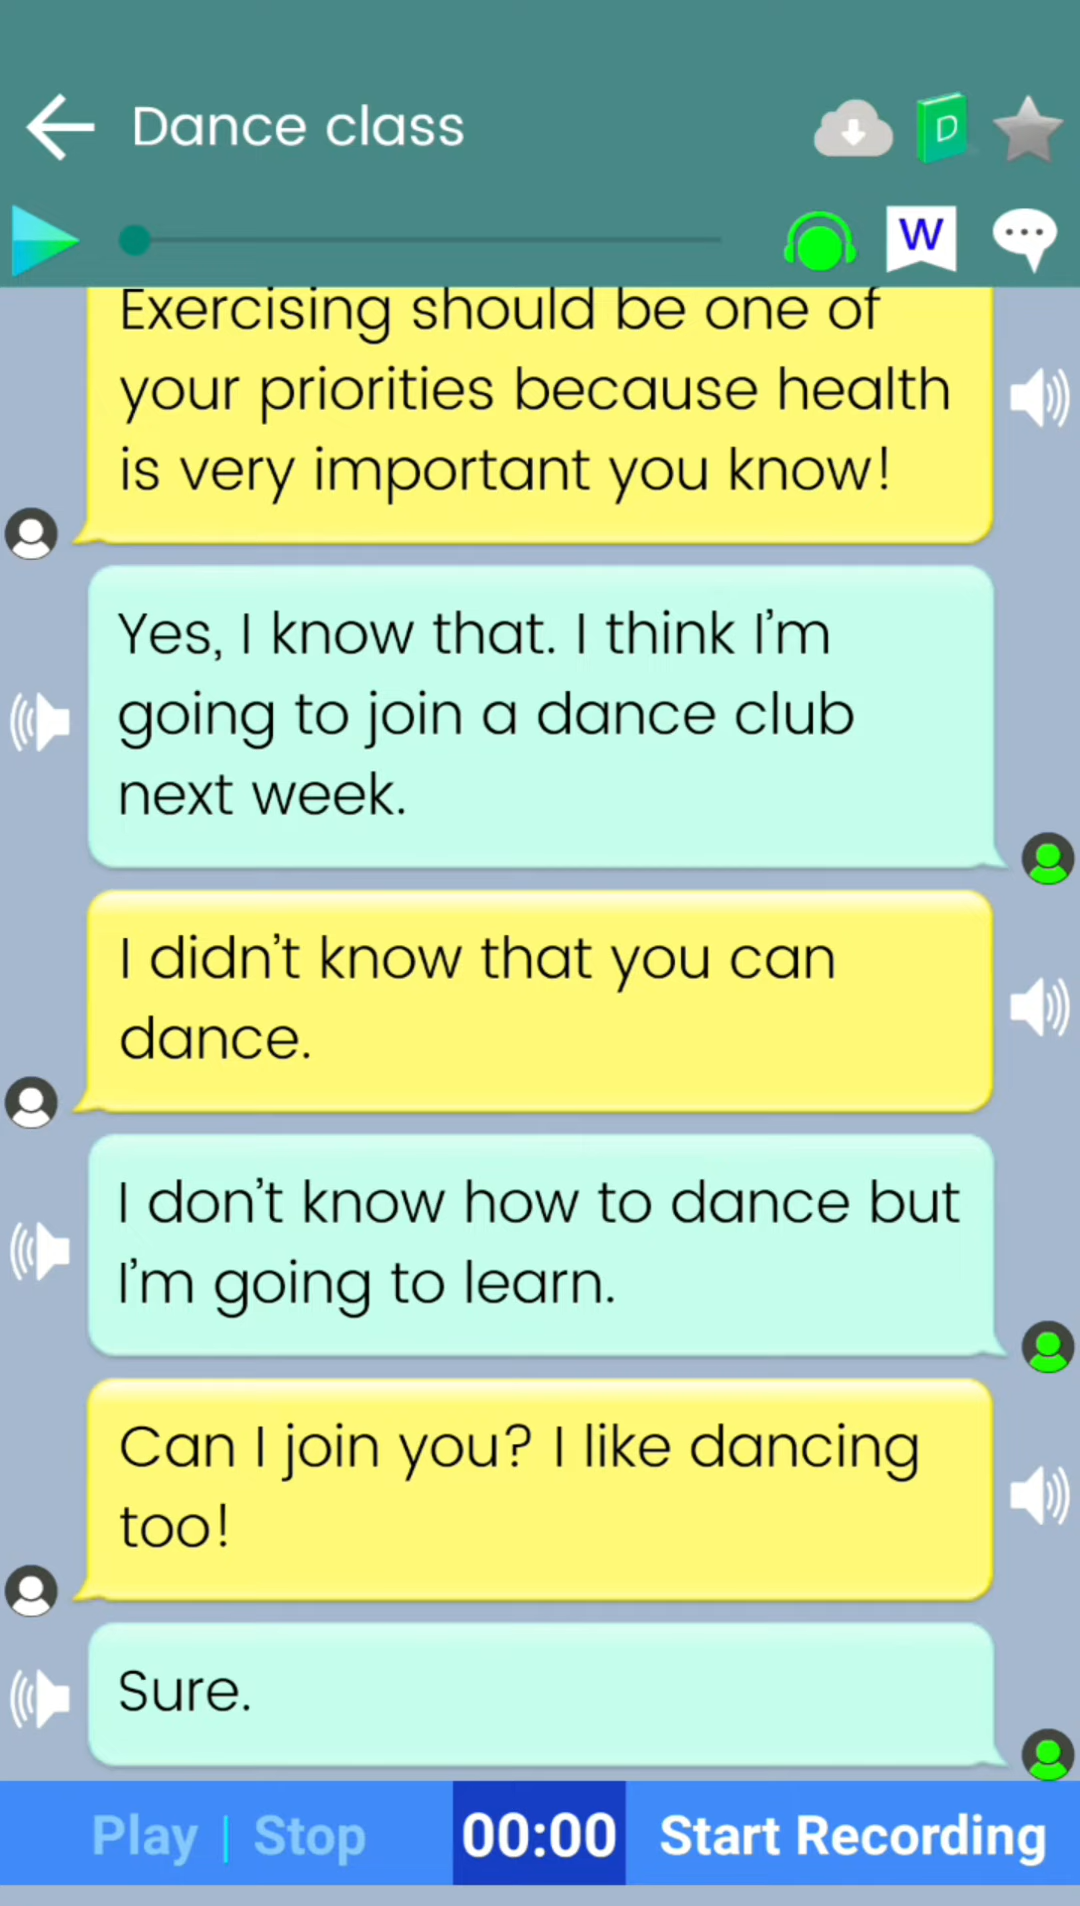 Dance class
D
W
Exercising should be one of
your priorities because health
is very important you know!
Yes, I know that. I think I'm
going to join a dance club
next week.
I didn't know that you can
dance.
I don't know how to dance but
I'm going to learn.
Can I join you? I like dancing
too!
Sure.
Play | Stop 00:00 Start Recording